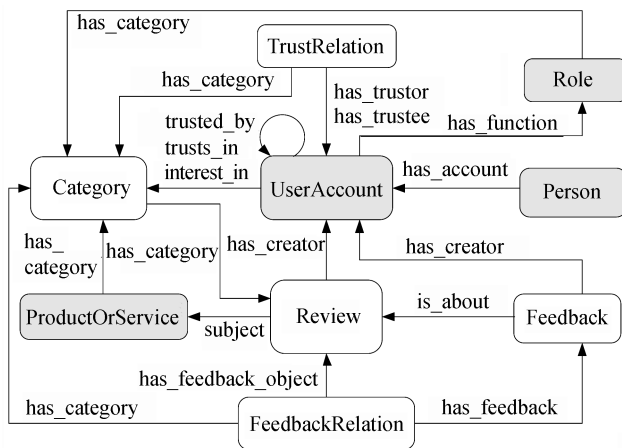 has_category
TrustRelation
has_category
Role
has_trustor
has_trustee
trusted_by
trusts_in
interest_in
has_function
Category
UserAccount
has_account
Person
has_
category
has_category
has_creator
has_creator
ProductOrService
subject
Review
is_about
Feedback
has_feedback_object
has_category
FeedbackRelation
has_feedback